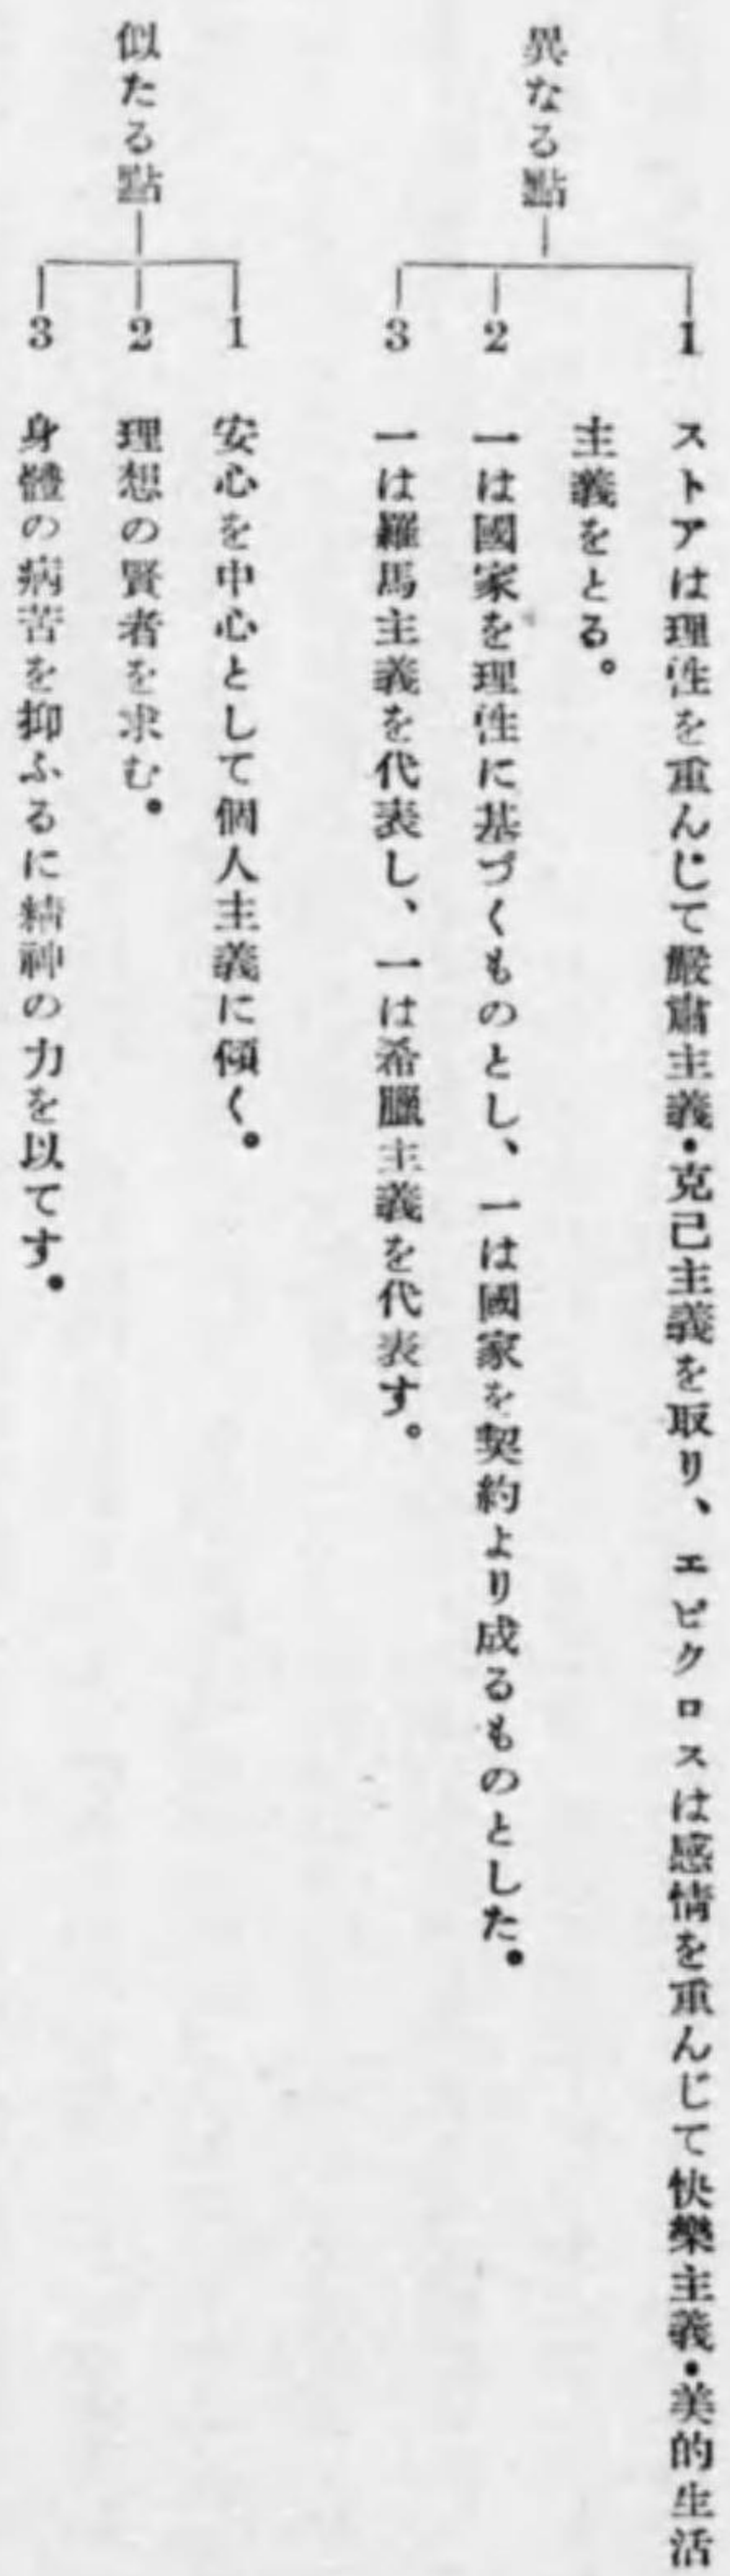 異なる點
1 ストアは理性を重んじて嚴肅主義・克己主義を取り、エピクロスは感情を重んじて快樂主義・美的生活
主義をとる。
2 一は國家を理性に基づくものとし、一は國家を契約より成るものとした。
3 一は羅馬主義を代表し、一は希臘主義を代表す。
似たる點
1 安心を中心として個人主義に傾く。
2 理想の賢者を求む。
3 身體の病苦を抑ふるに精神の力を以てす。